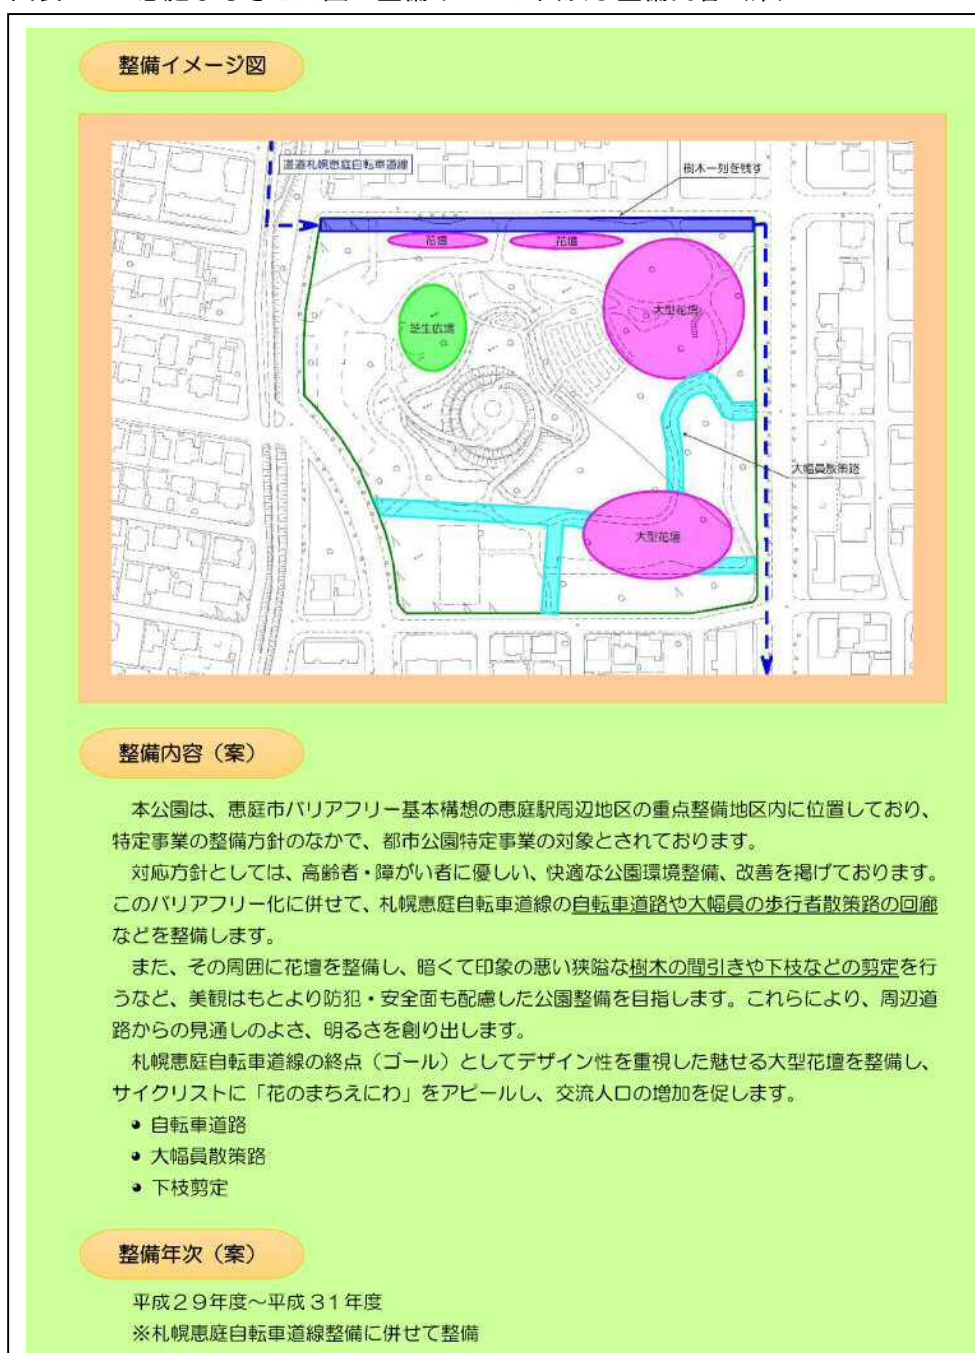 整備イメージ図
道道札幌恵庭自転車道線
樹木一列を残す
花壇
花壇
大型花壇
芝生広場
大幅員散策路
大型花壇
整備内容（案）
本公園は、恵庭市バリアフリー基本構想の恵庭駅周辺地区の重点整備地区内に位置しており、
特定事業の整備方針のなかで、都市公園特定事業の対象とされております。
対応方針としては、高齢者・障がい者に優しい、快適な公園環境整備、改善を掲げております。
このバリアフリー化に併せて、札幌恵庭自転車道線の自転車道路や大幅員の歩行者散策路の回廊
などを整備します。
また、その周囲に花壇を整備し、暗くて印象の悪い狭隘な樹木の間引きや下枝などの剪定を行
うなど、美観はもとより防犯・安全面も配慮した公園整備を目指します。これらにより、周辺道
路からの見通しのよさ、明るさを創り出します。
札幌恵庭自転車道線の終点（ゴール）としてデザイン性を重視した魅せる大型花壇を整備し、
サイクリストに「花のまちえにわ」をアピールし、交流人口の増加を促します。
● 自転車道路
● 大幅員散策路
● 下枝剪定
整備年次（案）
平成２９年度～平成３１年度
※札幌恵庭自転車道線整備に併せて整備